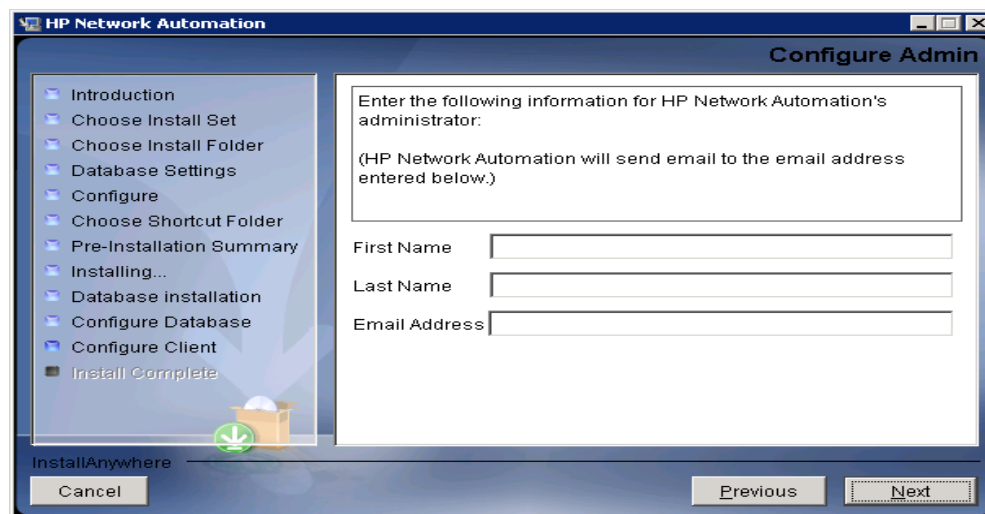 HP Network Automation
Configure Admin
Introduction
Choose Install Set
Choose Install Folder
Database Settings
Configure
Choose Shortcut Folder
Pre-Installation Summary
Installing...
Database installation
Configure Database
Configure Client
Install Complete
Enter the following information for HP Network Automation's
administrator:
(HP Network Automation will send email to the email address
entered below.)
First Name
Last Name
Email Address
InstallAnywhere
Cancel
Previous
Next